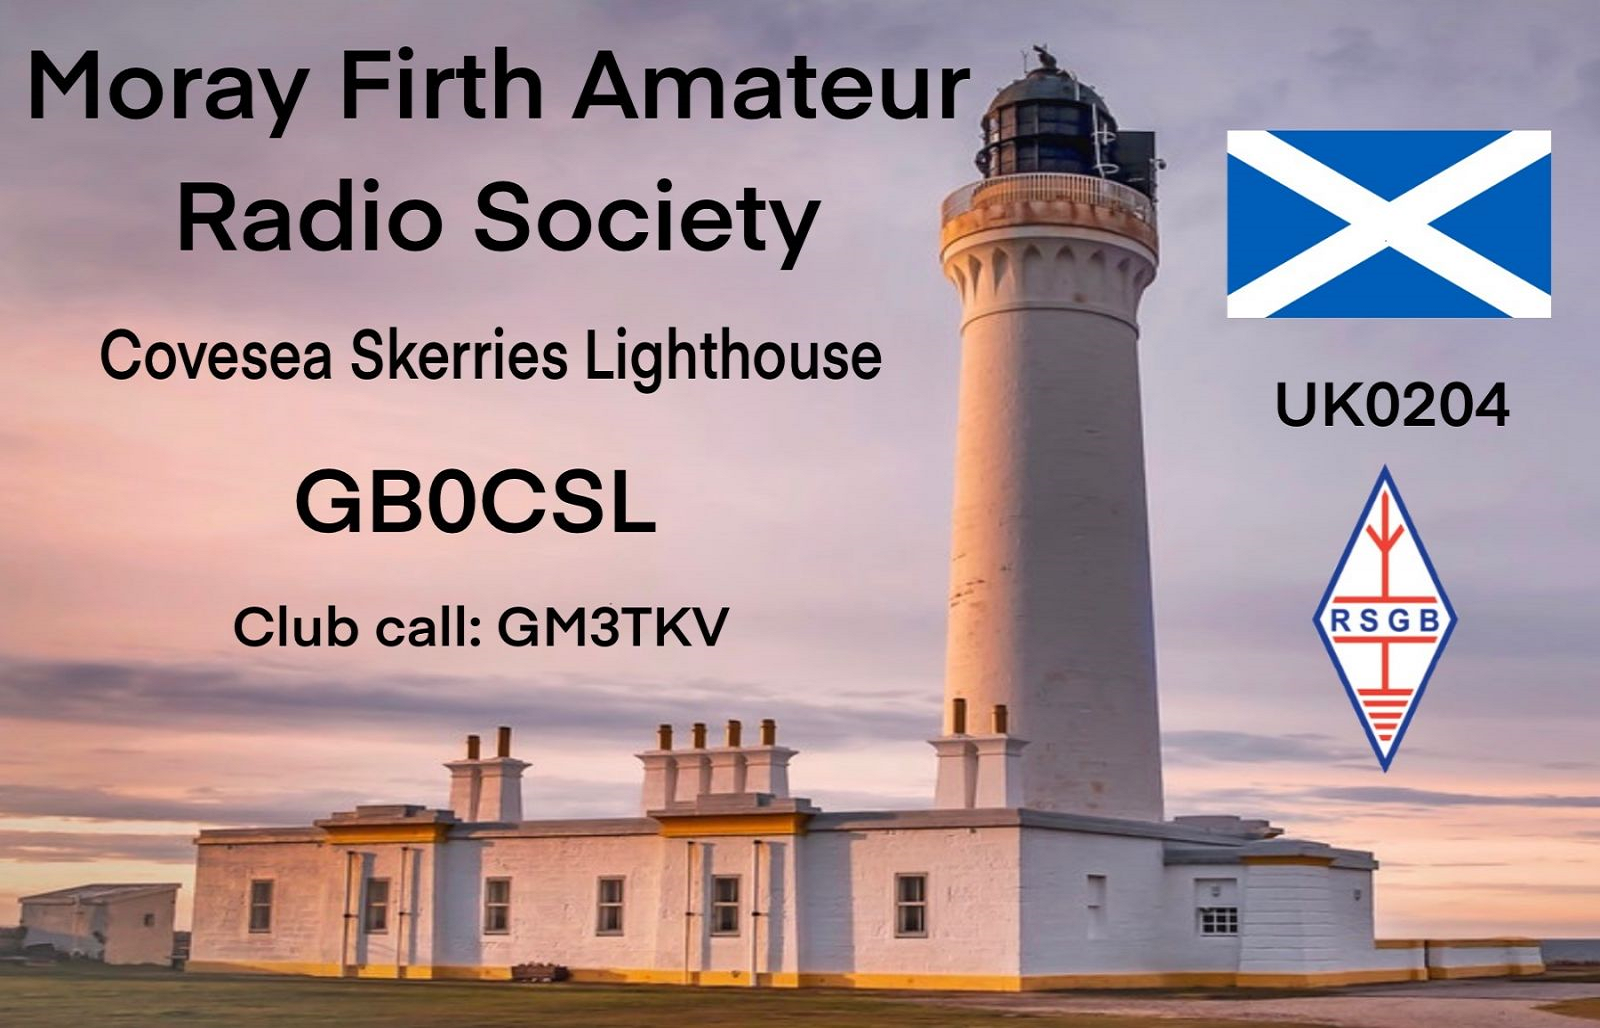 Moray Firth Amateur
Radio Society
Covesea Skerries Lighthouse
GB0CSL
Club call: GM3TKV
UK0204
RSGB